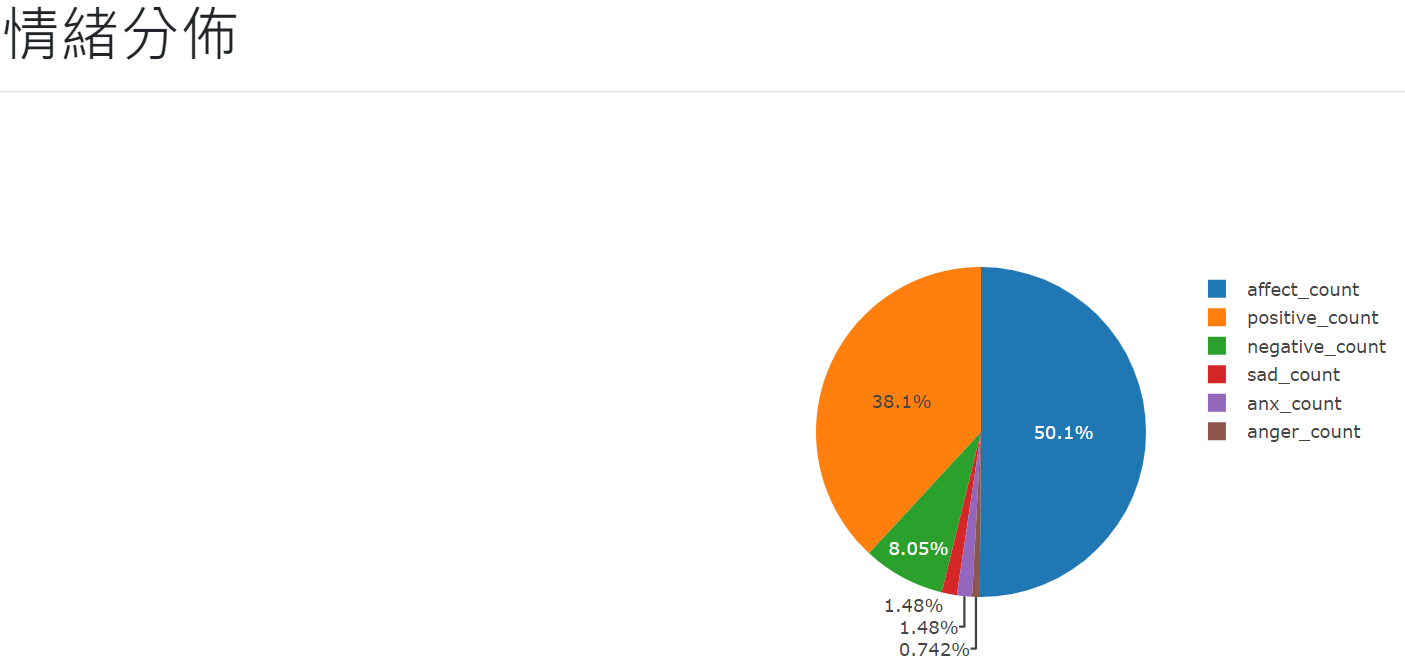 情緒分佈
50.1%
38.1%
8.05%
1.48%
1.48%
0.742%
affect_count
positive_count
negative_count
sad_count
anx_count
anger_count